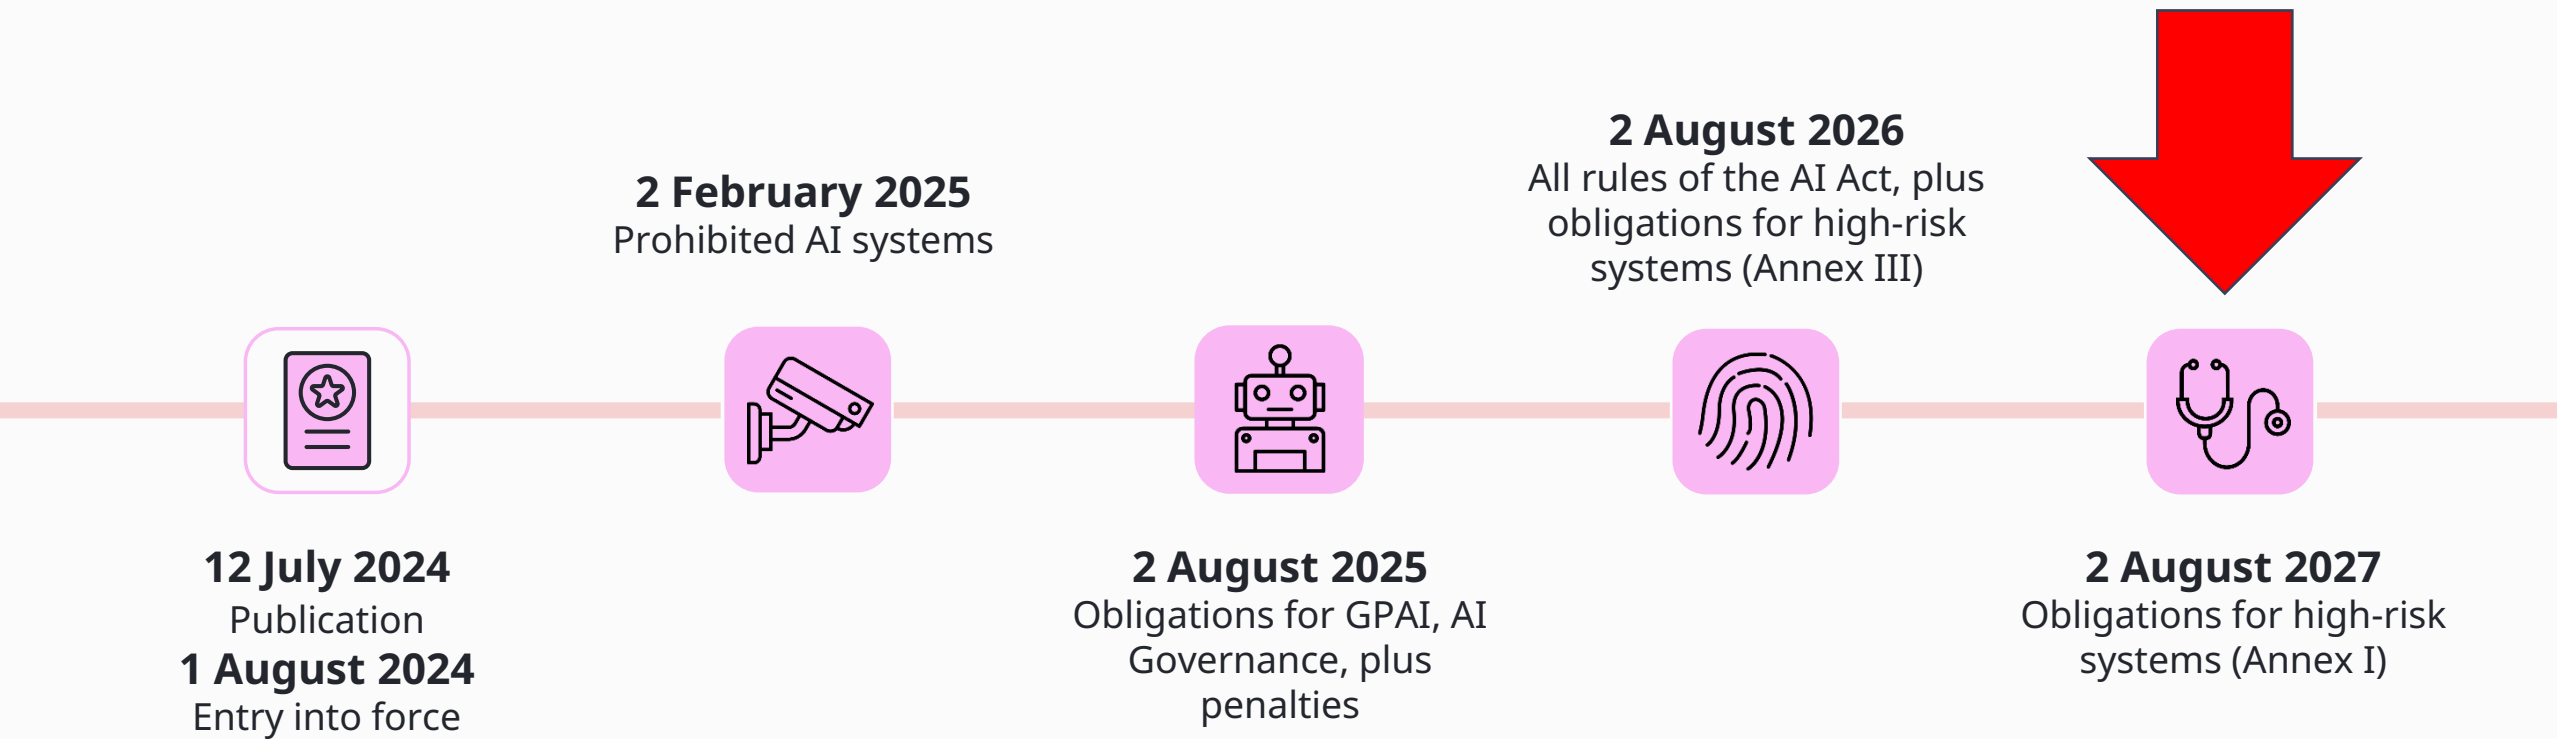 12 July 2024
Publication
1 August 2024
Entry into force
2 February 2025
Prohibited AI systems
2 August 2025
Obligations for GPAI, AI
Governance, plus
penalties
2 August 2026
All rules of the AI Act, plus
obligations for high-risk
systems (Annex III)
2 August 2027
Obligations for high-risk
systems (Annex I)